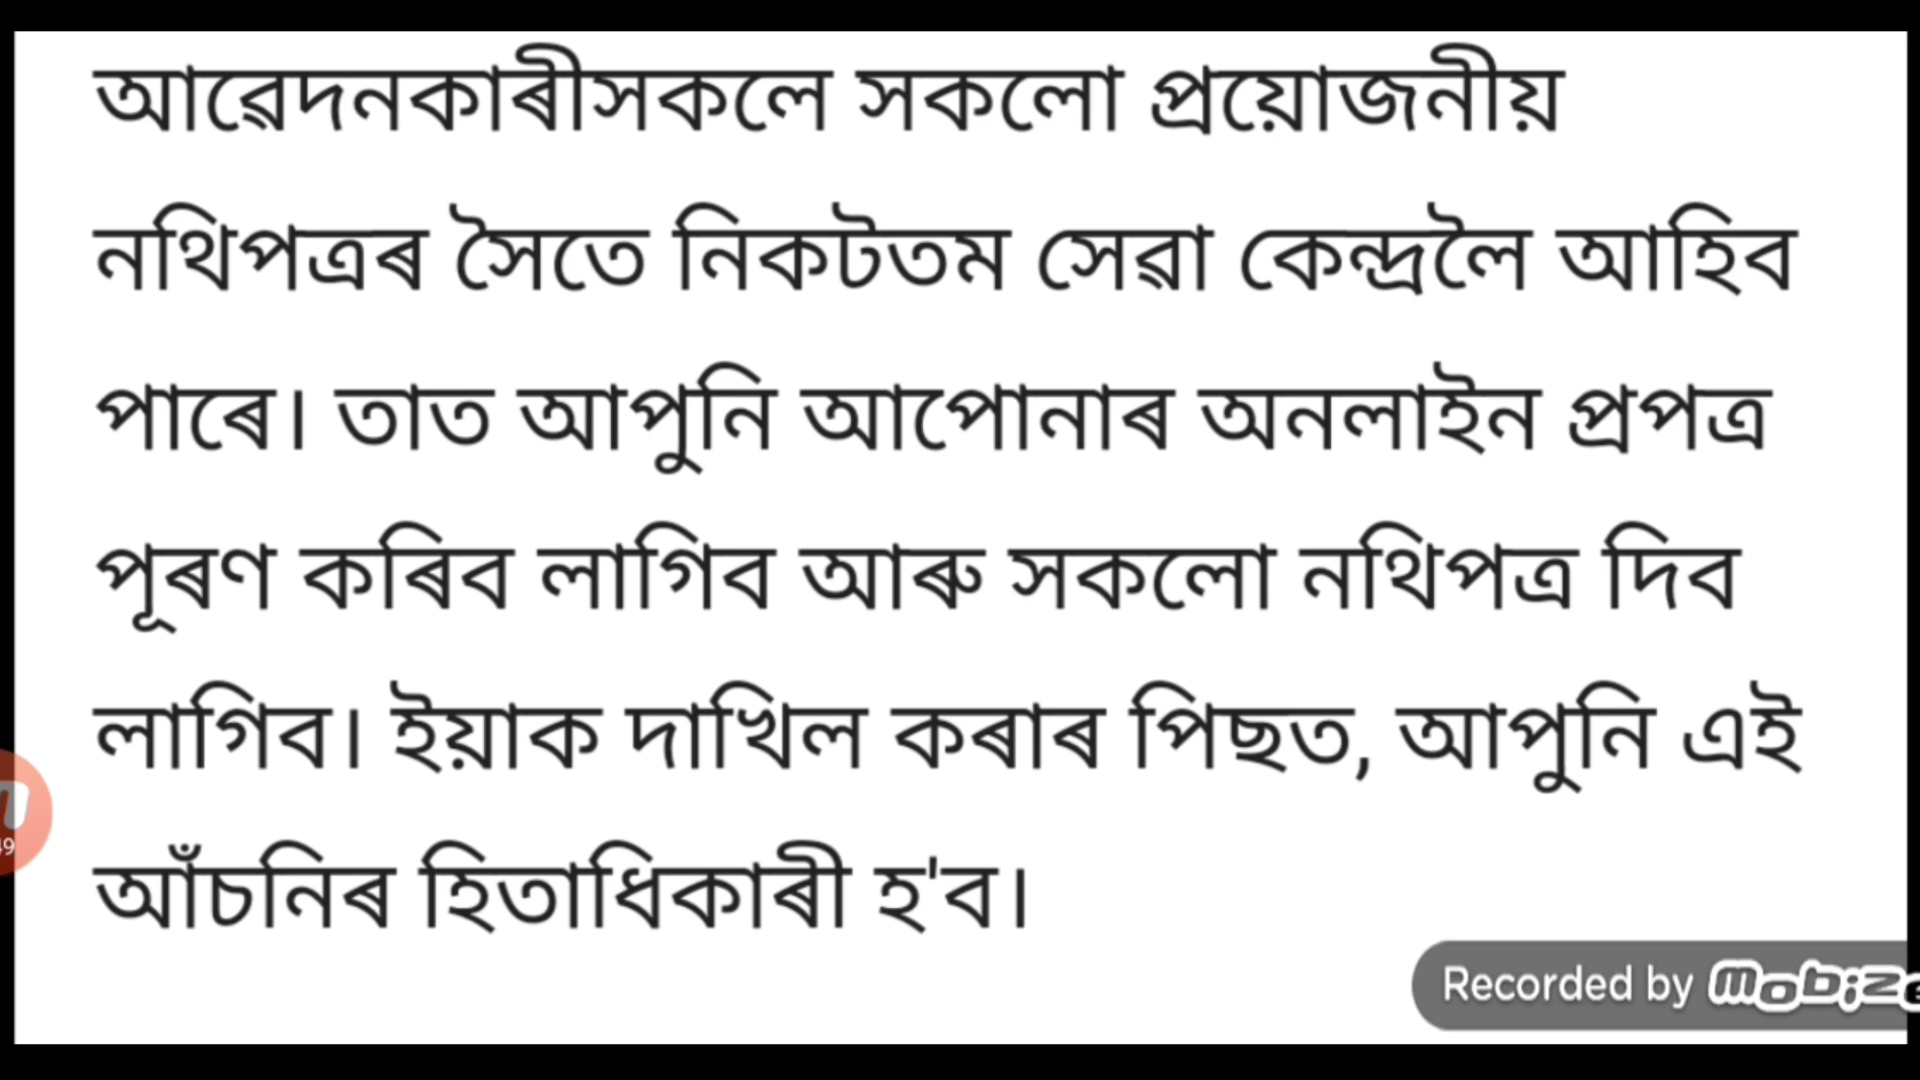 আৱেদনকাৰীসকলে সকলো প্ৰয়োজনীয়
নথিপত্ৰৰ সৈতে নিকটতম সেৱা কেন্দ্ৰলৈ আহিব
পাৰে। তাত আপুনি আপোনাৰ অনলাইন প্ৰপত্ৰ
পূৰণ কৰিব লাগিব আৰু সকলো নথিপত্ৰ দিব
লাগিব। ইয়াক দাখিল কৰাৰ পিছত, আপুনি এই
আঁচনিৰ হিতাধিকাৰী হ'ব।
49
Recorded by